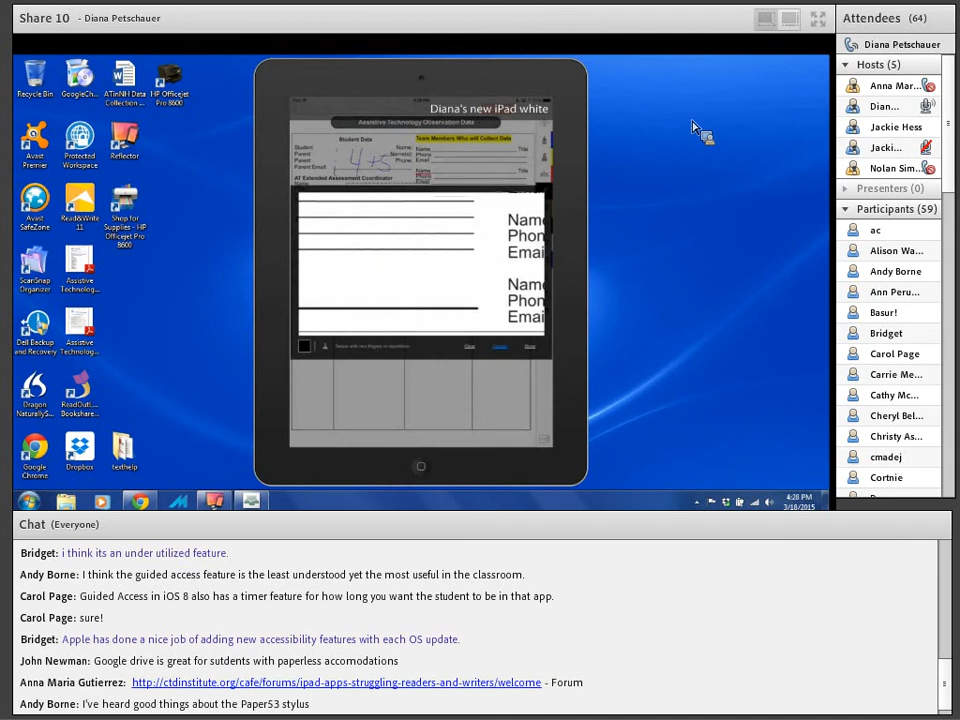 Share 10 - Diana Petschauer
Attendees (64)
Diana Petschauer
Hosts (5)
Anna Mar...
Dian...
Jackie Hess
Jacki...
Nolan Sim...
Presenters (0)
Participants (59)
ac
Alison Wa...
Andy Borne
Ann Peru...
Basur!
Bridget
Carol Page
Carrie Me...
Cathy Mc...
Cheryl Bel...
Christy As...
cmadej
Cortnie
Recycle Bin
GoogleCh...
ATinNH Data Collection ...
HP Officejet Pro 8600
Avast Premier
Protected Workspace
Reflector
Avast SafeZone
Read&Write 11
Shop for Supplies - HP Officejet Pro 8600
ScanSnap Organizer
Assistive Technolog...
Dell Backup and Recovery
Assistive Technolog...
Dragon NaturallyS...
ReadOutL... Bookshare...
Google Chrome
Dropbox
texthelp
Diana's new iPad white
Assistive Technology Observation Data
Student Data
Team Members Who will Collect Data
Student
Parent
Parent
Parent Email
Name(s)
Phone
4+5
Name
Title
Phone
Email
Name
Title
Phone
Email
AT Extended Assessment Coordinator
Name
Phon
Emai
Name
Phon
Emai
4:28 PM
3/18/2015
Chat (Everyone)
Bridget: i think its an under utilized feature.
Andy Borne: I think the guided access feature is the least understood yet the most useful in the classroom.
Carol Page: Guided Access in iOS 8 also has a timer feature for how long you want the student to be in that app.
Carol Page: sure!
Bridget: Apple has done a nice job of adding new accessibility features with each OS update.
John Newman: Google drive is great for sutdents with paperless accomodations
Anna Maria Gutierrez: http://ctdinstitute.org/cafe/forums/ipad-apps-struggling-readers-and-writers/welcome - Forum
Andy Borne: I've heard good things about the Paper53 stylus